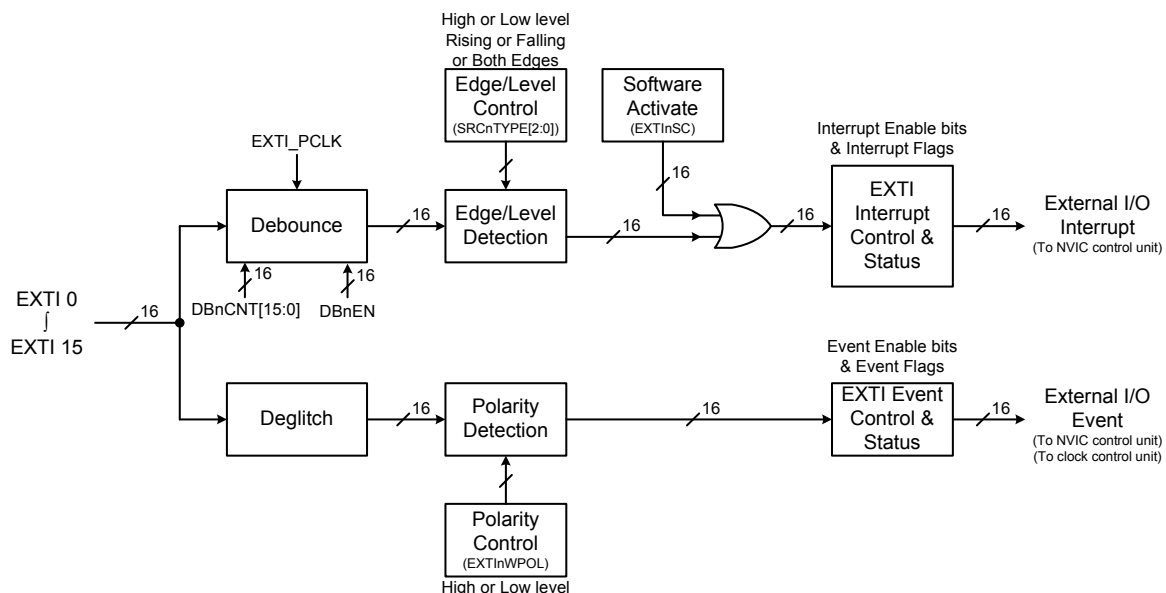 High or Low level
Rising or Falling
or Both Edges
Edge/Level
Control
(SRCnTYPE[2:0])
Software
Activate
(EXTInSC)
EXTI_PCLK
16
Interrupt Enable bits
& Interrupt Flags
Debounce
16
Edge/Level
Detection
16
16
EXTI
Interrupt
Control &
Status
16
External I/O
Interrupt
(To NVIC control unit)
16
16
DBnCNT[15:0]
DBnEN
EXTI 0
∫
EXTI 15
16
Event Enable bits
& Event Flags
Deglitch
16
Polarity
Detection
16
EXTI Event
Control &
Status
16
External I/O
Event
(To NVIC control unit)
(To clock control unit)
Polarity
Control
(EXTInWPOL)
High or Low level